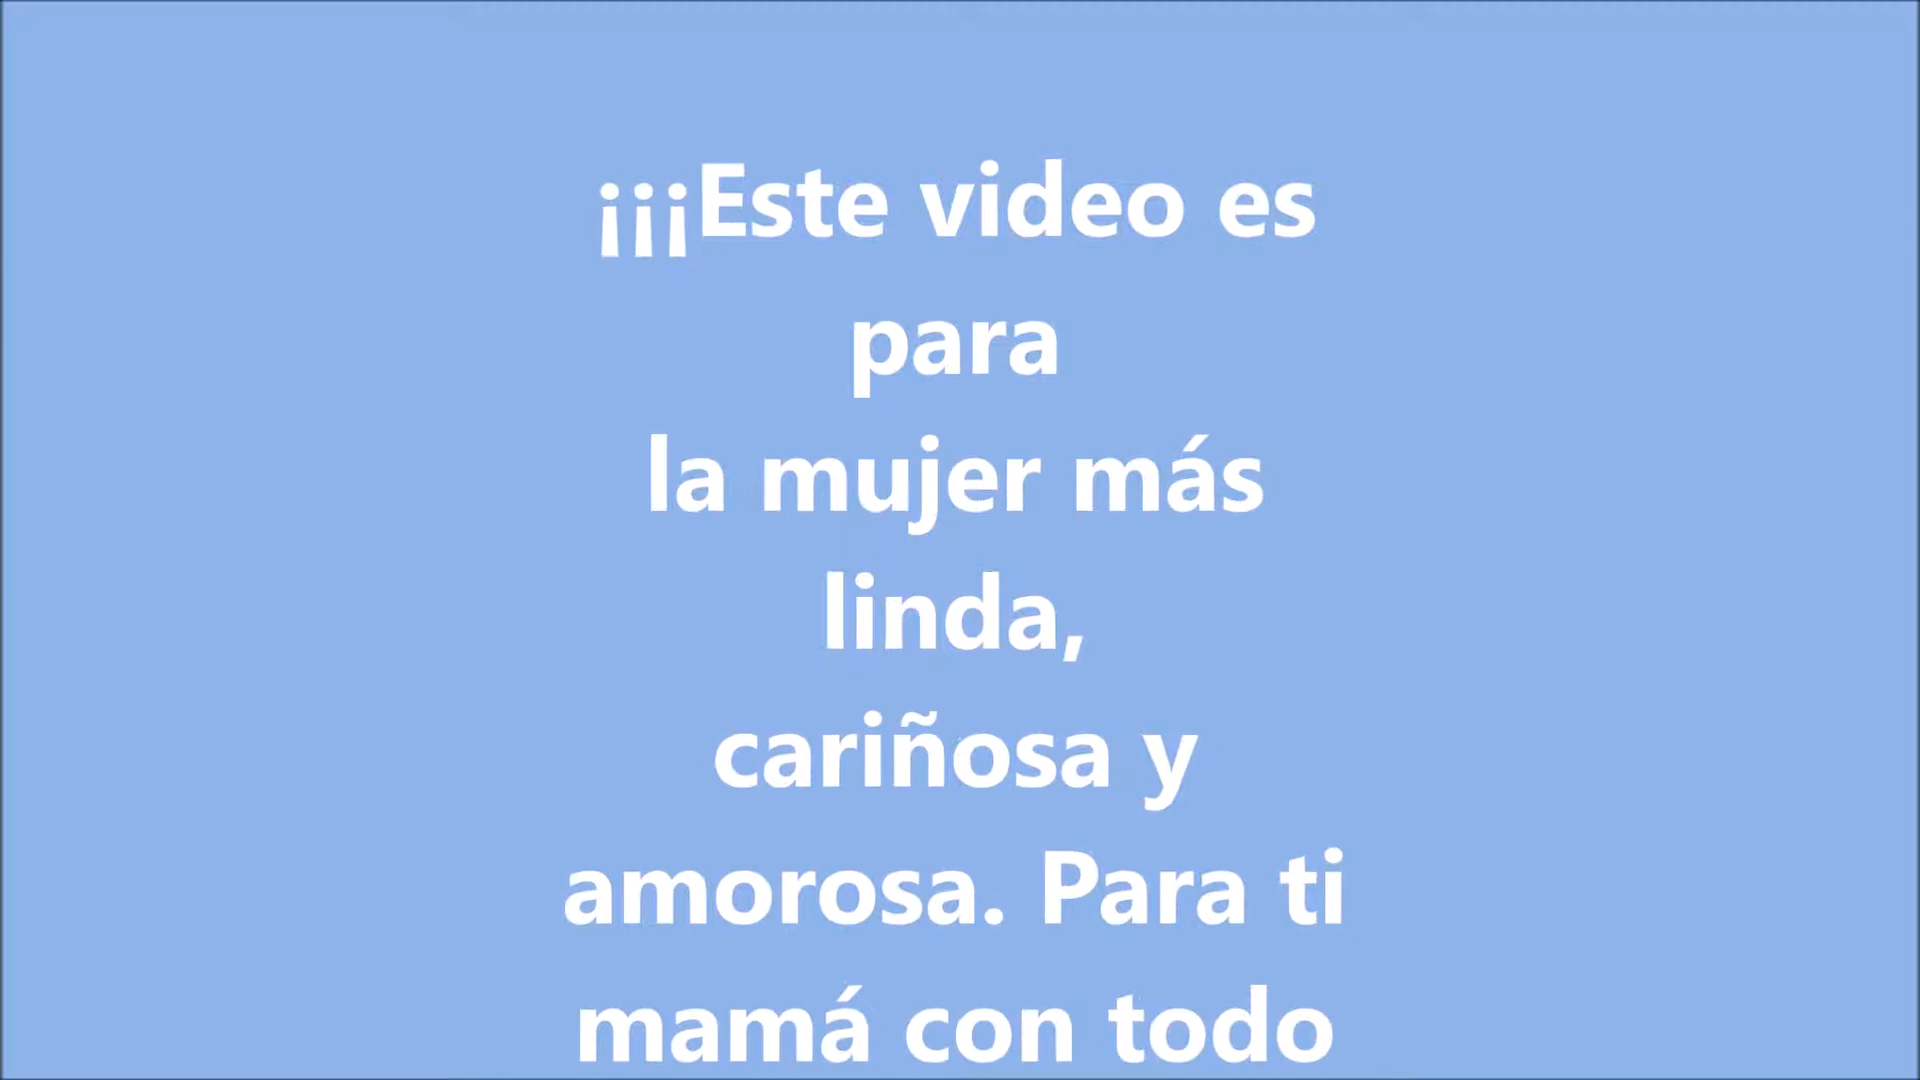 ¡¡¡Este video es
para
la mujer más
linda,
cariñosa y
amorosa. Para ti
mamá con todo